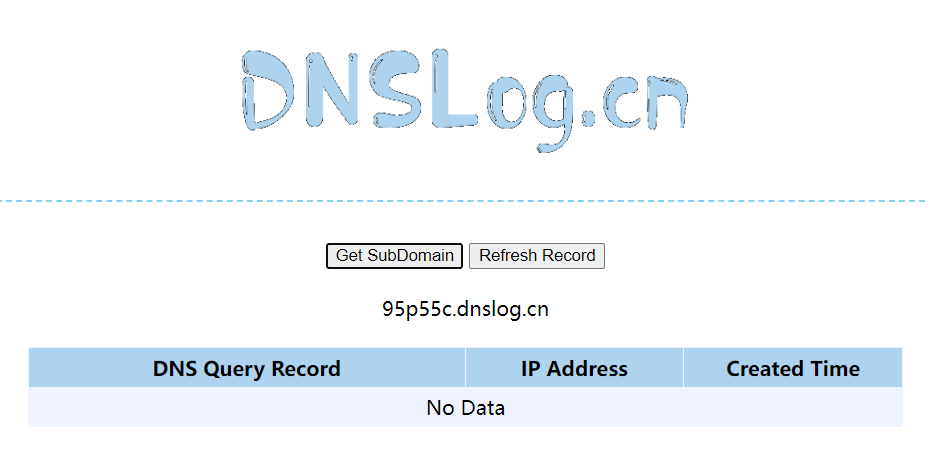 DNSLog.cn
Get SubDomain Refresh Record
95p55c.dnslog.cn
DNS Query Record IP Address Created Time
No Data